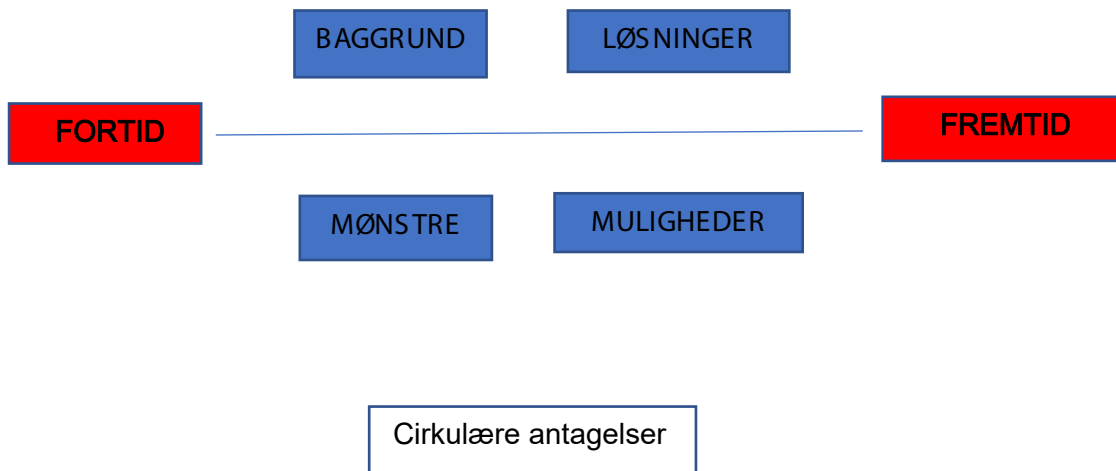 BAGGRUND
LØSNINGER
FORTID
FREMTID
MØNSTRE
MULIGHEDER
Cirkulære antagelser